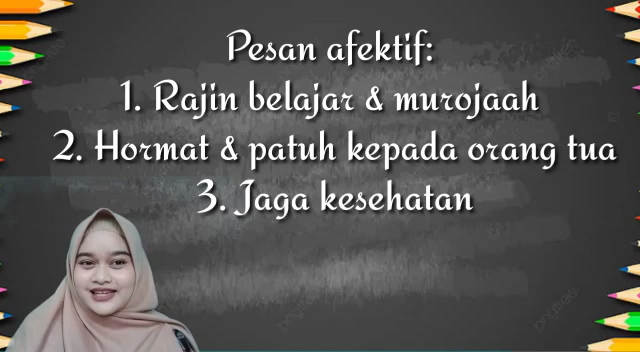 Pesan afektif:
1. Rajin belajar & murojaah
2. Hormat & patuh kepada orang tua
3. Jaga kesehatan